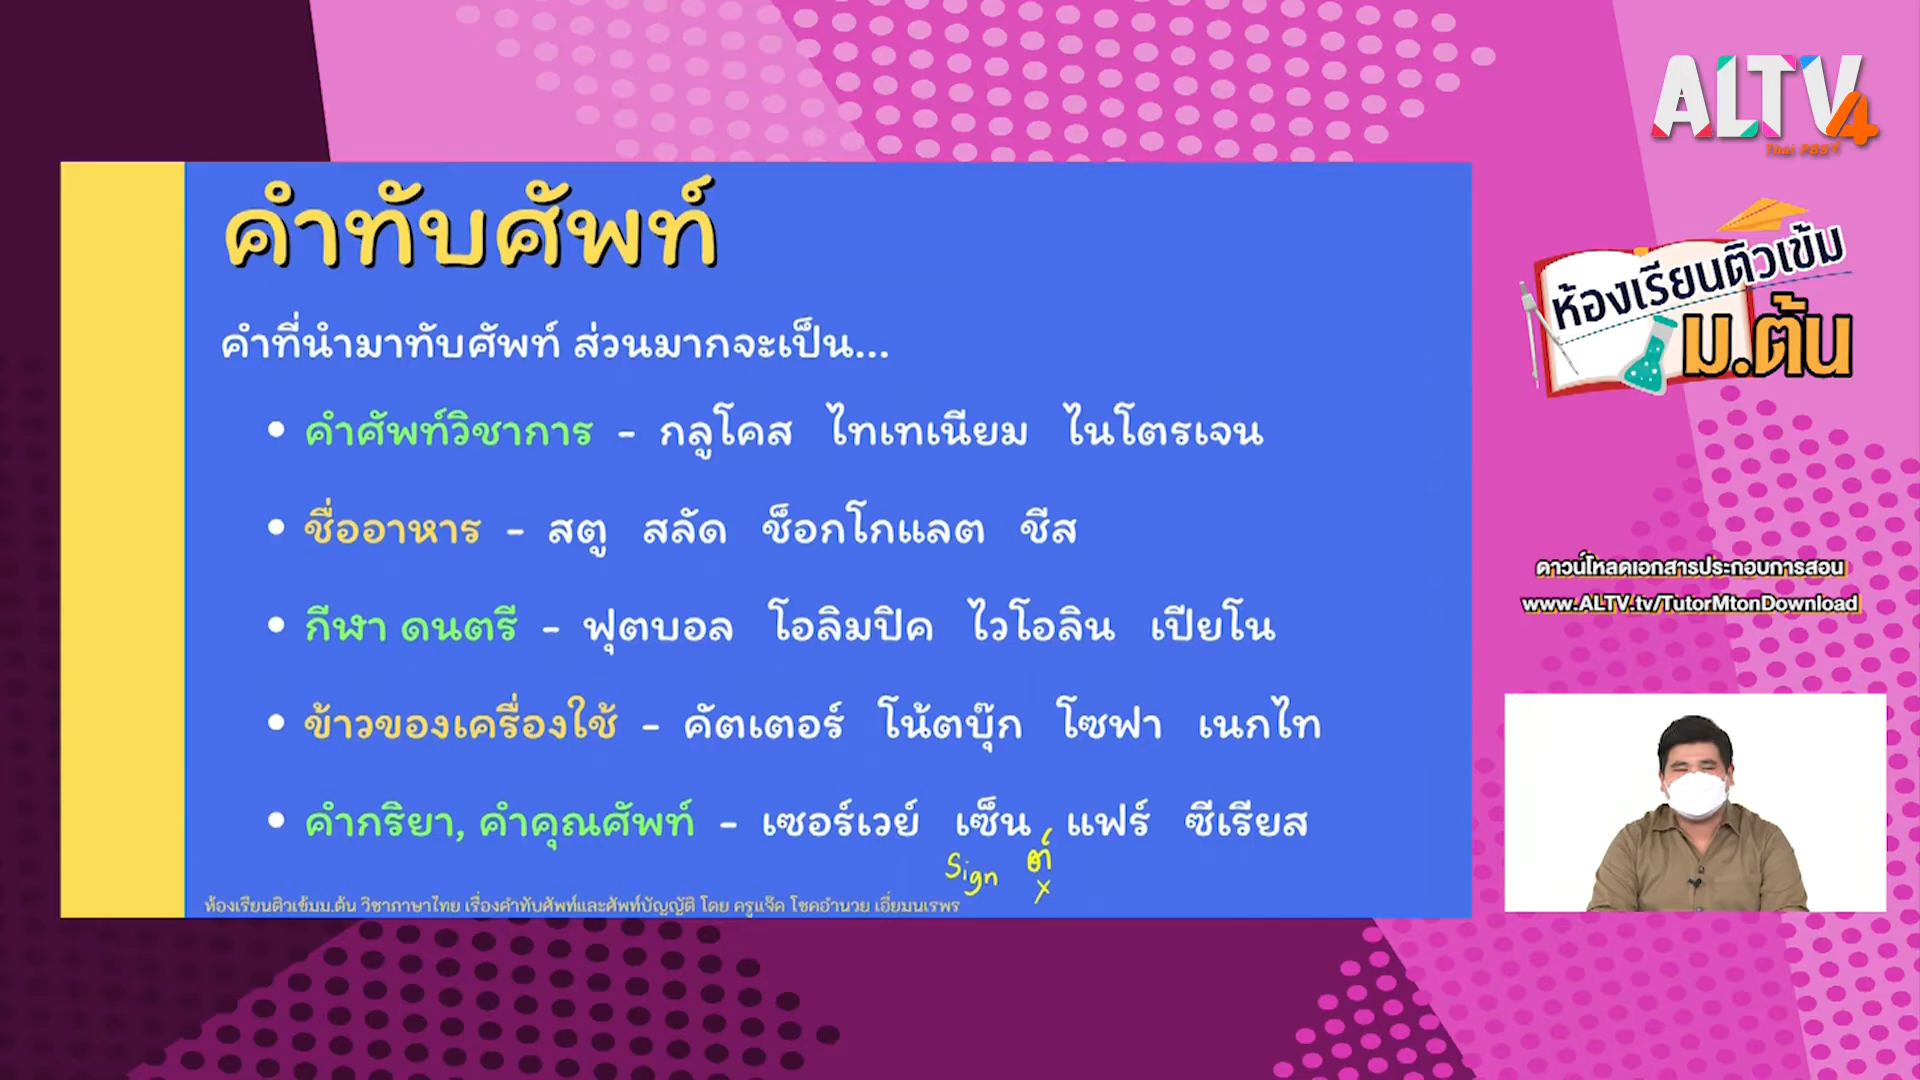 ALTV4
Thai PBS
ห้องเรียนติวเข้ม
ม.ต้น
คำทับศัพท์
คำที่นำมาทับศัพท์ ส่วนมากจะเป็น...
• คำศัพท์วิชาการ - กลูโคส ไทเทเนียม ไนโตรเจน
• ชื่ออาหาร - สตู สลัด ช็อกโกแลต ชีส
• กีฬา ดนตรี - ฟุตบอล โอลิมปิค ไวโอลิน เปียโน
• ข้าวของเครื่องใช้ - คัตเตอร์ โน้ตบุ๊ก โซฟา เนกไท
• คำกริยา, คำคุณศัพท์ - เซอร์เวย์ เซ็น แฟร์ ซีเรียส
Sign ต์
x
ห้องเรียนติวเข้มม.ต้น วิชาภาษาไทย เรื่องคำทับศัพท์และศัพท์บัญญัติ โดย ครูแจ็ค โชคอำนวย เอี่ยมนเรพร
ดาวน์โหลดเอกสารประกอบการสอน
www.ALTV.tv/TutorMtonDownload